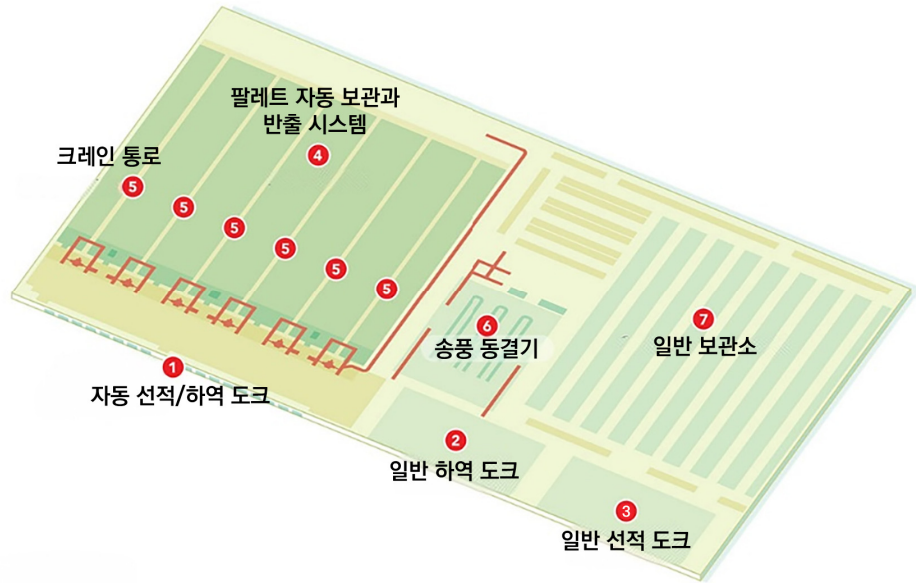 팔레트 자동 보관과
반출 시스템
4
크레인 통로
5
5
5
5
5
5
6
송풍 동결기
7
일반 보관소
1
자동 선적/하역 도크
2
일반 하역 도크
3
일반 선적 도크